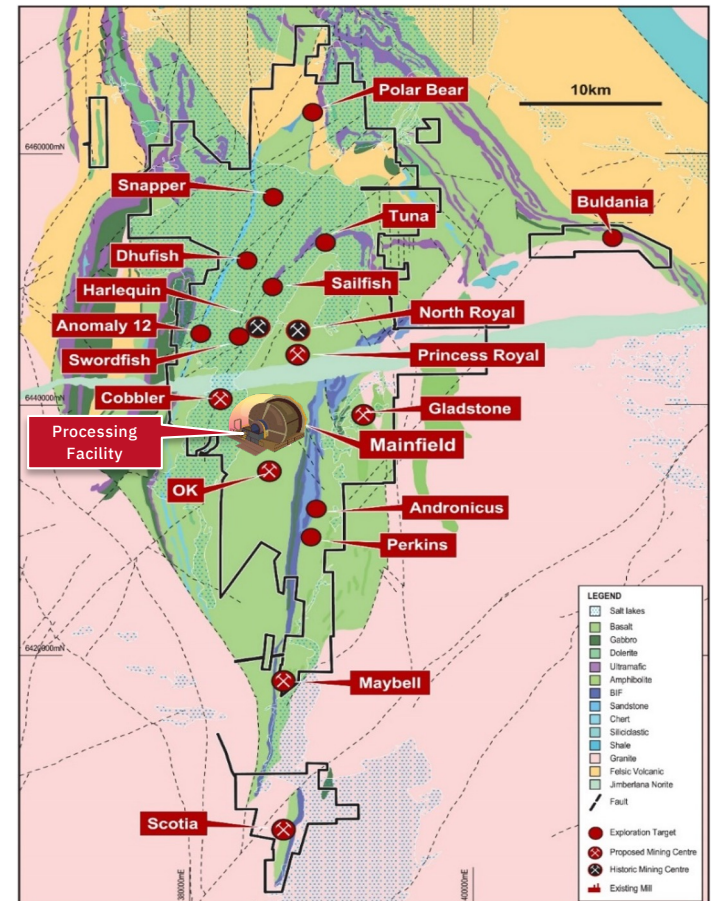 Polar Bear
10km
6460000mN
Snapper
Buldania
Tuna
Dhufish
Harlequin
Sailfish
Anomaly 12
North Royal
Swordfish
Princess Royal
6440000mN
Cobbler
Gladstone
Processing
Facility
Mainfield
OK
Andronicus
Perkins
LEGEND
Salt lakes
Basalt
Gabbro
Dolerite
Ultramafic
Amphibolite
BIF
Sandstone
Chert
Siliciclastic
Shale
Granite
Felsic Volcanic
Jimberlana Norite
Fault
Exploration Target
Proposed Mining Centre
Historic Mining Centre
Existing Mill
6420000mN
Maybell
Scotia
380000mE
400000mE